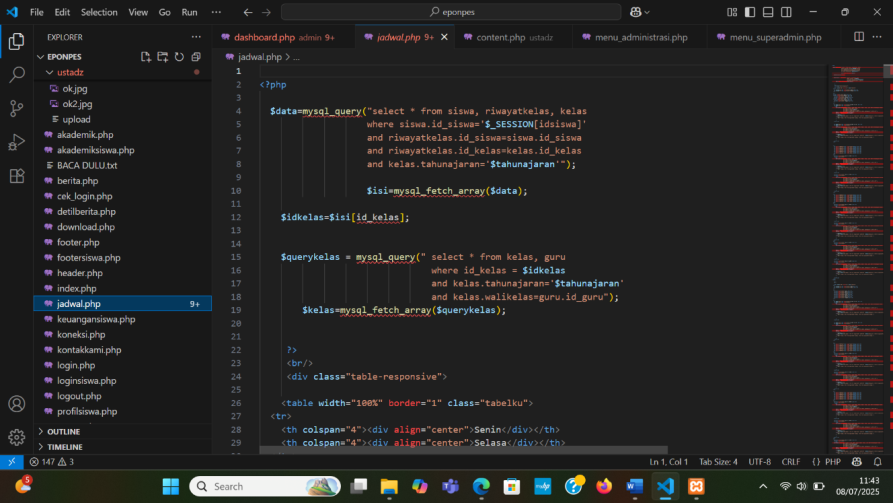 File Edit Selection View Go Run ··· eponpes
EXPLORER ···
dashboard.php admin 9+
jadwal.php 9+
content.php ustadz
menu_administrasi.php
menu_superadmin.php
EPONPES
jadwal.php > ...
ustadz
ok.jpg
ok2.jpg
upload
akademik.php
akademiksiswa.php
BACA DULU.txt
berita.php
cek_login.php
detilberita.php
download.php
footer.php
footersiswa.php
header.php
index.php
jadwal.php 9+
keuangansiswa.php
koneksi.php
kontakkami.php
login.php
loginsiswa.php
logout.php
profilsiswa.php
OUTLINE
TIMELINE
1
2 <?php
3
4 $data=mysql_query("select * from siswa, riwayatkelas, kelas
5 where siswa.id_siswa='$_SESSION[idsiswa]'
6 and riwayatkelas.id_siswa=siswa.id_siswa
7 and riwayatkelas.id_kelas=kelas.id_kelas
8 and kelas.tahunajaran='$tahunajaran'");
9
10 $isi=mysql_fetch_array($data);
11
12 $idkelas=$isi[id_kelas];
13
14
15 $querykelas = mysql_query(" select * from kelas, guru
16 where id_kelas = $idkelas
17 and kelas.tahunajaran='$tahunajaran'
18 and kelas.walikelas=guru.id_guru");
19 $kelas=mysql_fetch_array($querykelas);
20
21
22 ?>
23 <br/>
24 <div class="table-responsive">
25
26 <table width="100%" border="1" class="tabelku">
27 <tr>
28 <th colspan="4"><div align="center">Senin</div></th>
29 <th colspan="4"><div align="center">Selasa</div></th>
147 3 Ln 1, Col 1 Tab Size: 4 UTF-8 CRLF {} PHP
5 Search 11:43
08/07/2025